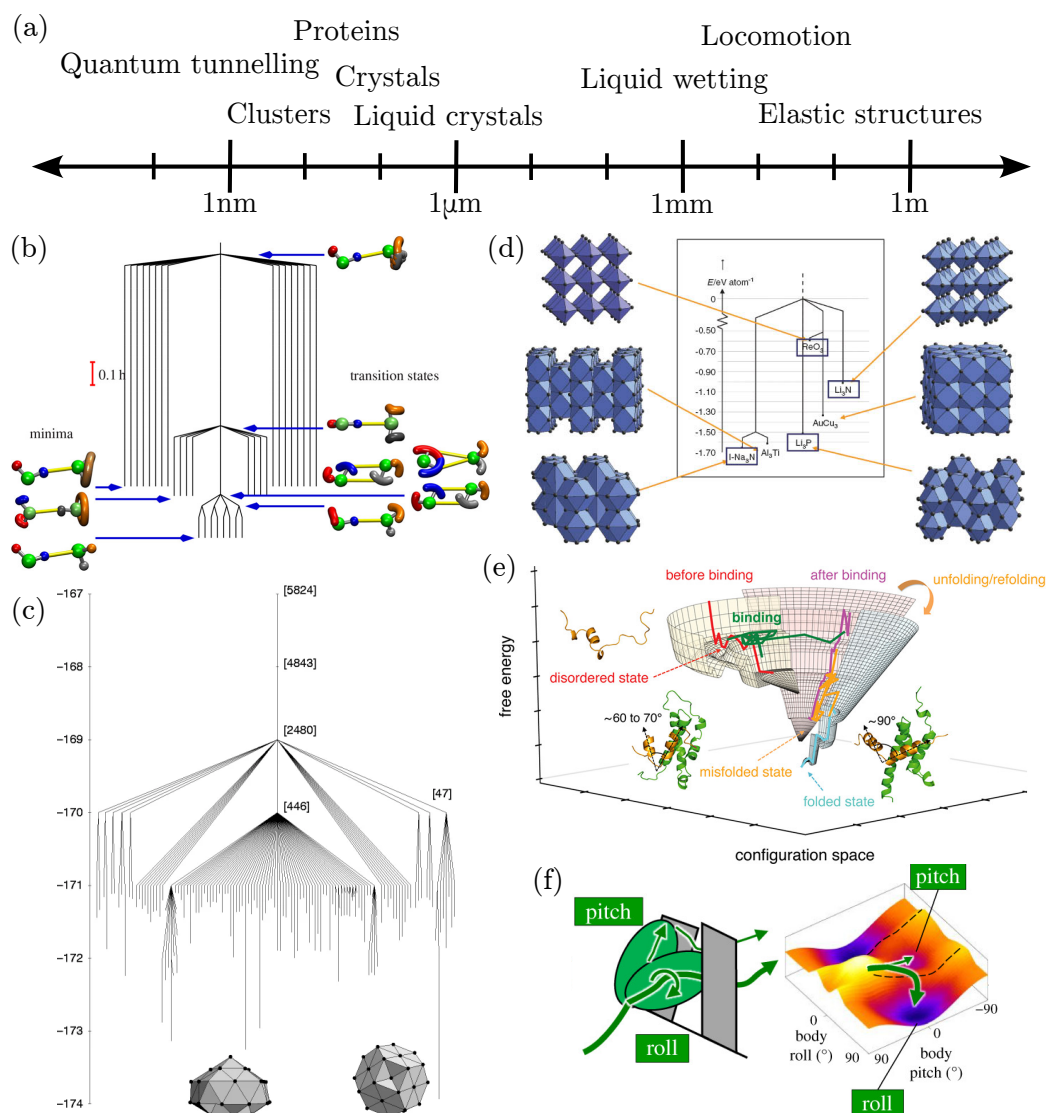 (a)
Proteins
Locomotion
Quantum tunnelling
Crystals
Liquid wetting
Clusters
Liquid crystals
Elastic structures
1nm
1μm
1mm
1m
(b)
0.1 h
transition states
minima
(d)
E/eV atom⁻¹
0
-0.50
ReO₃
-0.70
-0.90
Li₃N
-1.10
-1.30
AuCu₃
-1.50
Li₃P
Al₃Ti
-1.70
I-Na₃N
(c)
−167
[5824]
−168
[4843]
−169
[2480]
−170
[446]
[47]
−171
−172
−173
−174
(e)
before binding
after binding
unfolding/refolding
binding
free energy
disordered state
~60 to 70°
~90°
misfolded state
folded state
configuration space
(f)
pitch
roll
pitch
0
body
roll (°)
90
90
body
pitch (°)
0
−90
roll